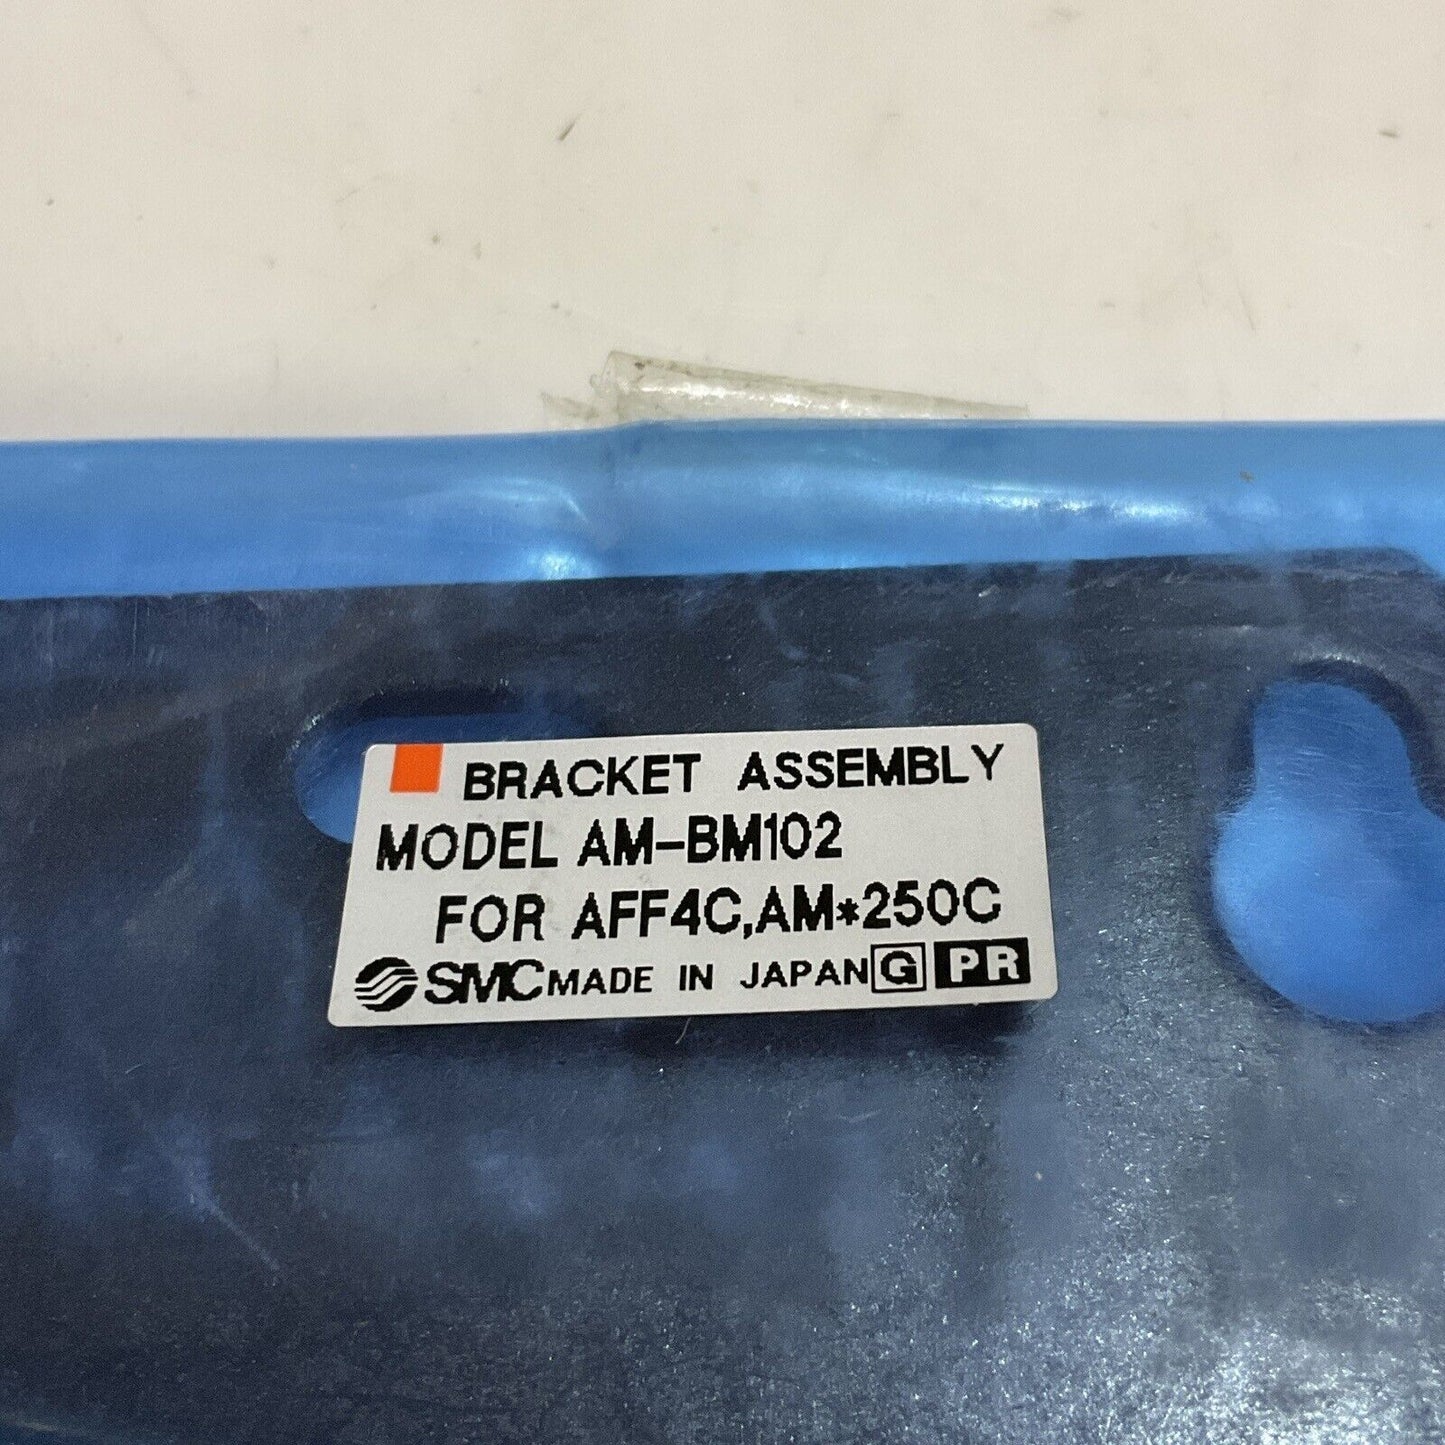 BRACKET ASSEMBLY
MODEL AM-BM102
FOR AFF4C,AM*250C
SMC MADE IN JAPAN G PR